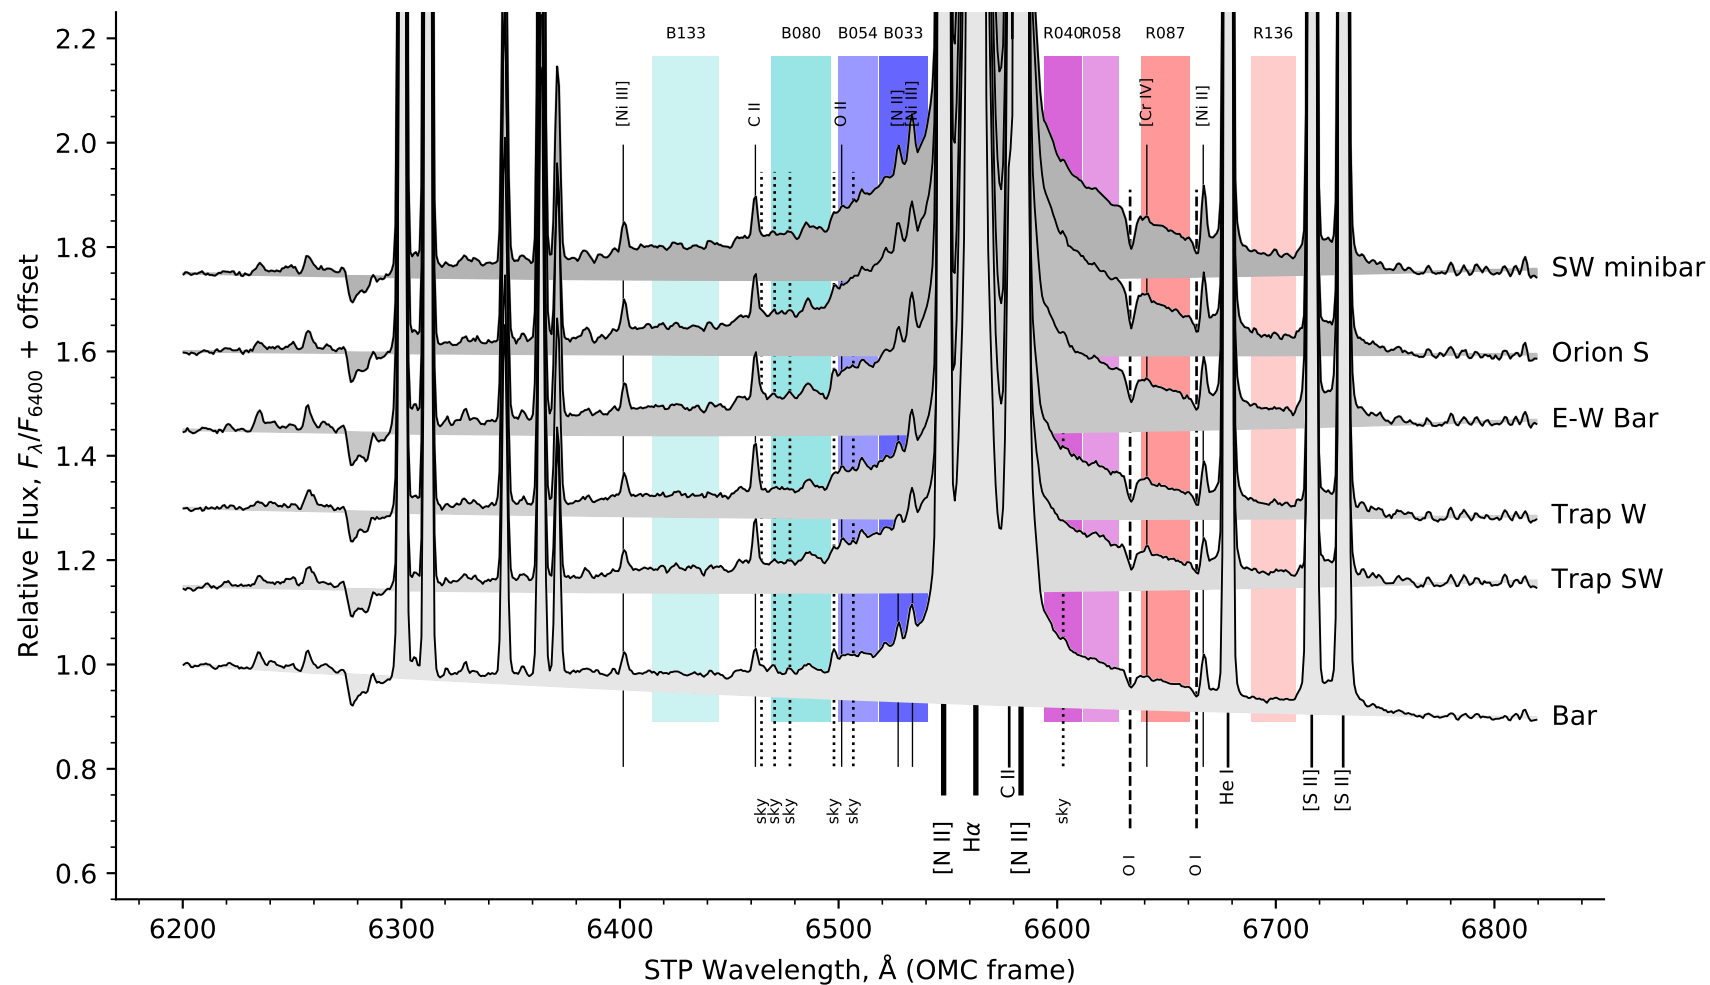 B133 B080 B054 B033 R040 R058 R087 R136
[Ni III] C II O II [N II] [Ni III] [Cr IV] [Ni II]
2.2
2.0
1.8
1.6
1.4
1.2
1.0
0.8
0.6
Relative Flux, Fλ/F6400 + offset
SW minibar
Orion S
E-W Bar
Trap W
Trap SW
Bar
sky sky sky sky sky [N II] Hα C II [N II] sky O I O I He I [S II] [S II]
6200 6300 6400 6500 6600 6700 6800
STP Wavelength, Å (OMC frame)